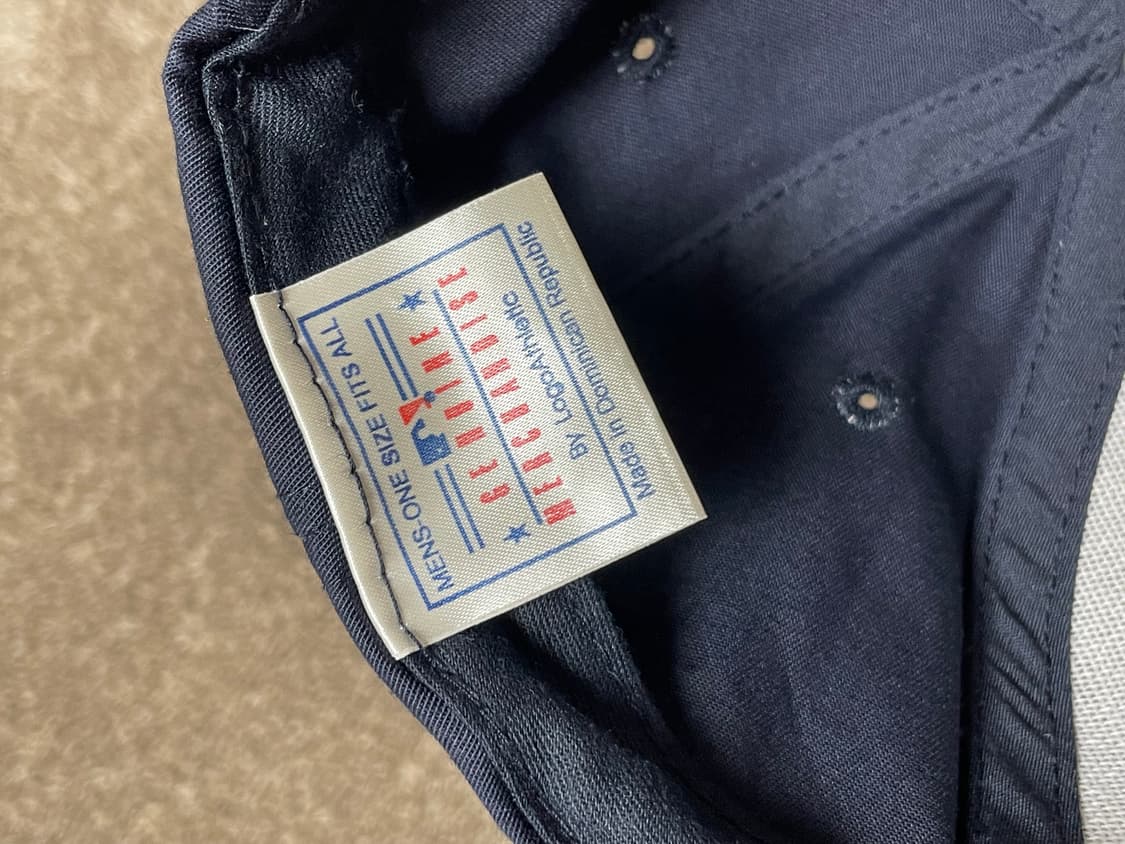 MENS-ONE SIZE FITS ALL
GENUINE
MERCHANDISE
By LogoAthletic
Made in Dominican Republic